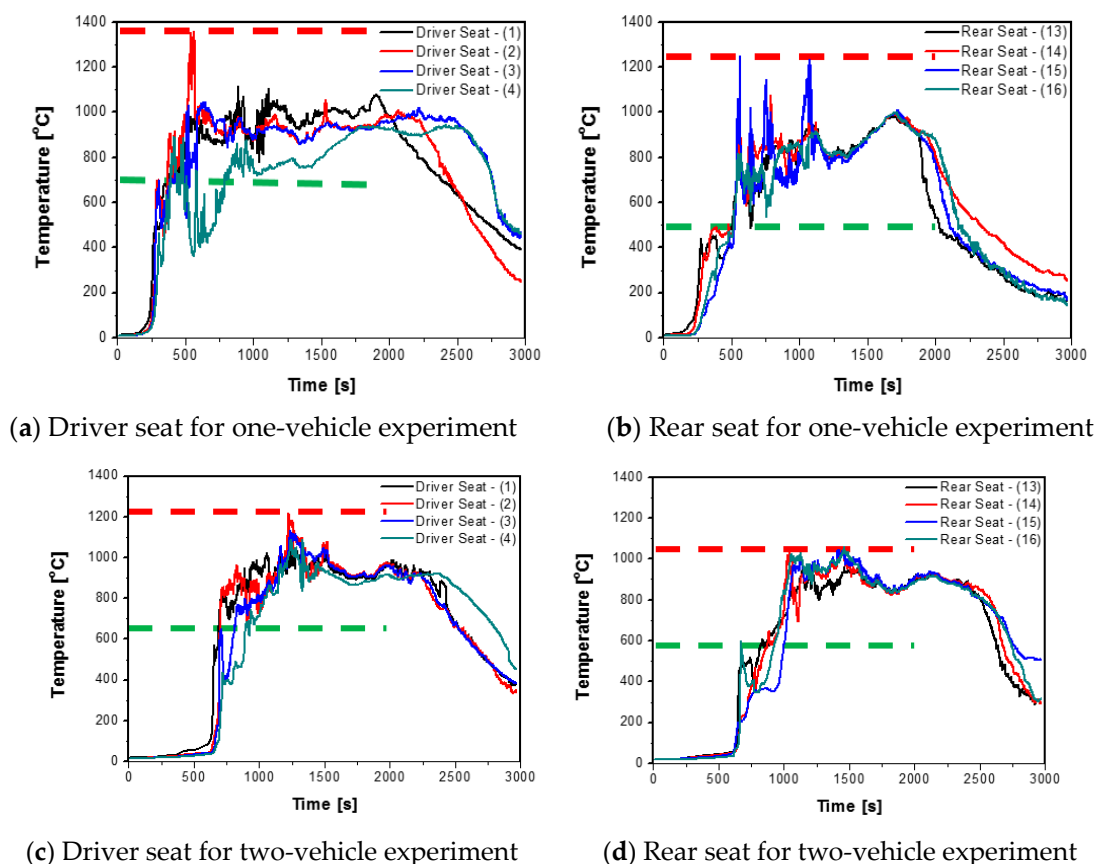 1400
1200
1000
800
600
400
200
0
Temperature [°C]
Driver Seat - (1)
Driver Seat - (2)
Driver Seat - (3)
Driver Seat - (4)
0 500 1000 1500 2000 2500 3000
Time [s]
1400
1200
1000
800
600
400
200
0
Temperature [°C]
Rear Seat - (13)
Rear Seat - (14)
Rear Seat - (15)
Rear Seat - (16)
0 500 1000 1500 2000 2500 3000
Time [s]
(a) Driver seat for one-vehicle experiment
(b) Rear seat for one-vehicle experiment
1400
1200
1000
800
600
400
200
0
Temperature [°C]
Driver Seat - (1)
Driver Seat - (2)
Driver Seat - (3)
Driver Seat - (4)
0 500 1000 1500 2000 2500 3000
Time [s]
1400
1200
1000
800
600
400
200
0
Temperature [°C]
Rear Seat - (13)
Rear Seat - (14)
Rear Seat - (15)
Rear Seat - (16)
0 500 1000 1500 2000 2500 3000
Time [s]
(c) Driver seat for two-vehicle experiment
(d) Rear seat for two-vehicle experiment